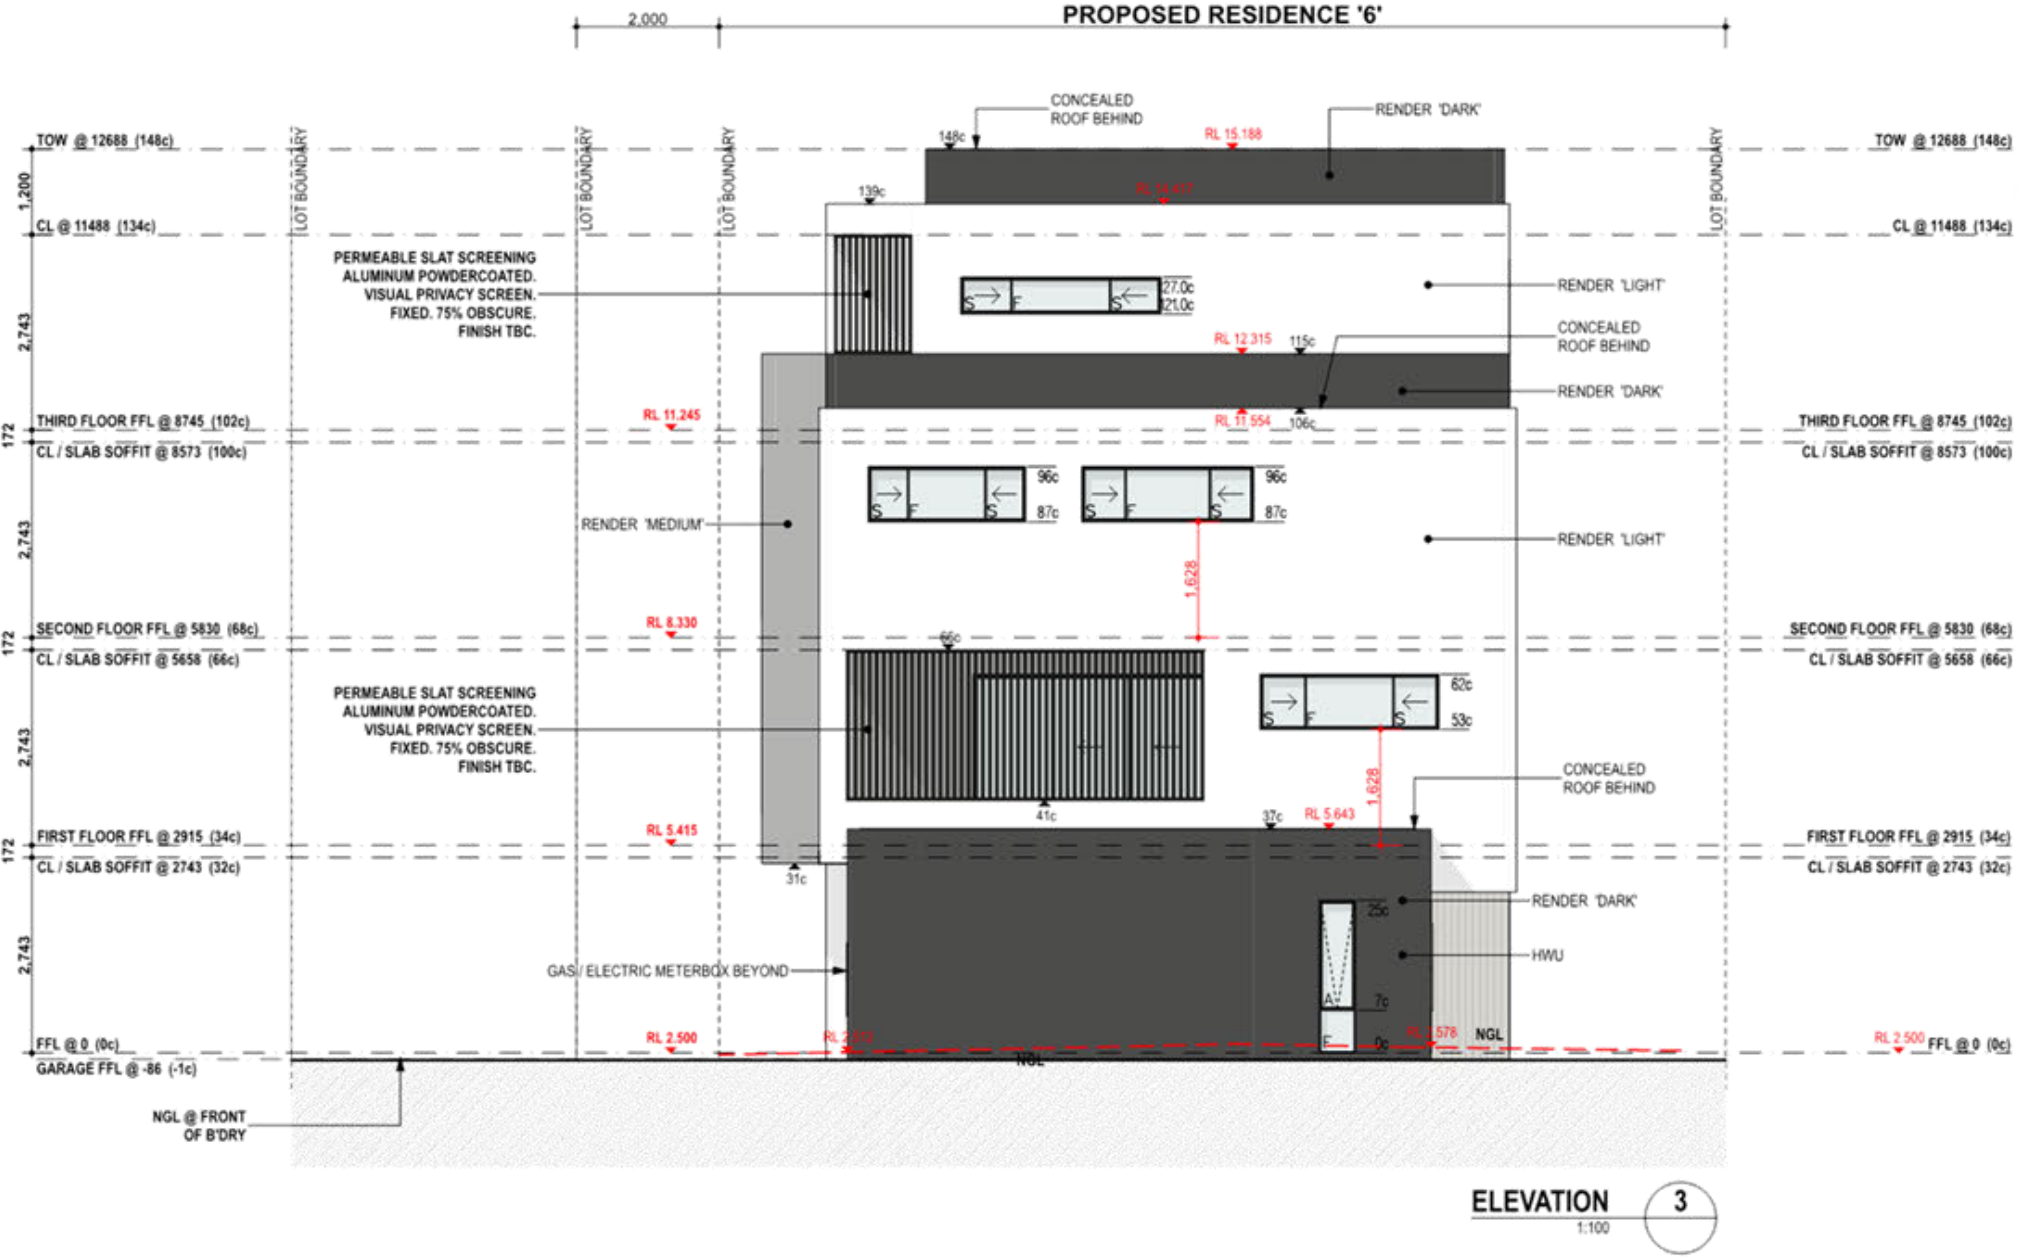 PROPOSED RESIDENCE '6'
2,000
LOT BOUNDARY
LOT BOUNDARY
LOT BOUNDARY
LOT BOUNDARY
CONCEALED
ROOF BEHIND
RENDER 'DARK'
148c
RL 15.188
TOW @ 12688 (148c)
TOW @ 12688 (148c)
1,200
139c
CL @ 11488 (134c)
CL @ 11488 (134c)
PERMEABLE SLAT SCREENING
ALUMINUM POWDERCOATED.
VISUAL PRIVACY SCREEN.
FIXED. 75% OBSCURE.
FINISH TBC.
S F S
27.0c
121.0c
RENDER 'LIGHT'
2,743
CONCEALED
ROOF BEHIND
RL 12.315
115c
RENDER 'DARK'
RL 11.245
RL 11.554
106c
THIRD FLOOR FFL @ 8745 (102c)
THIRD FLOOR FFL @ 8745 (102c)
172
CL / SLAB SOFFIT @ 8573 (100c)
CL / SLAB SOFFIT @ 8573 (100c)
S F S
96c
87c
S F S
96c
87c
RENDER 'MEDIUM'
RENDER 'LIGHT'
2,743
1,628
RL 8.330
SECOND FLOOR FFL @ 5830 (68c)
SECOND FLOOR FFL @ 5830 (68c)
172
66c
CL / SLAB SOFFIT @ 5658 (66c)
CL / SLAB SOFFIT @ 5658 (66c)
PERMEABLE SLAT SCREENING
ALUMINUM POWDERCOATED.
VISUAL PRIVACY SCREEN.
FIXED. 75% OBSCURE.
FINISH TBC.
S F S
62c
53c
2,743
1,628
CONCEALED
ROOF BEHIND
41c
37c
RL 5.643
RL 5.415
FIRST FLOOR FFL @ 2915 (34c)
FIRST FLOOR FFL @ 2915 (34c)
172
CL / SLAB SOFFIT @ 2743 (32c)
CL / SLAB SOFFIT @ 2743 (32c)
31c
RENDER 'DARK'
25c
HWU
2,743
GAS / ELECTRIC METERBOX BEYOND
A
7c
F
0c
NGL
RL 2.500
RL 2.500
FFL @ 0 (0c)
FFL @ 0 (0c)
NGL
GARAGE FFL @ -86 (-1c)
NGL @ FRONT
OF B'DRY
ELEVATION
3
1:100